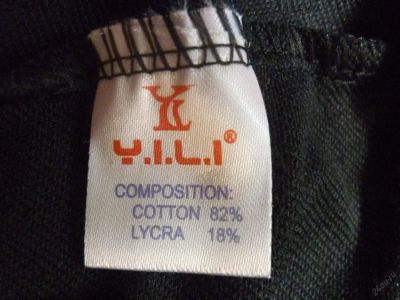 Y.I.L.I®
COMPOSITION:
COTTON 82%
LYCRA 18%